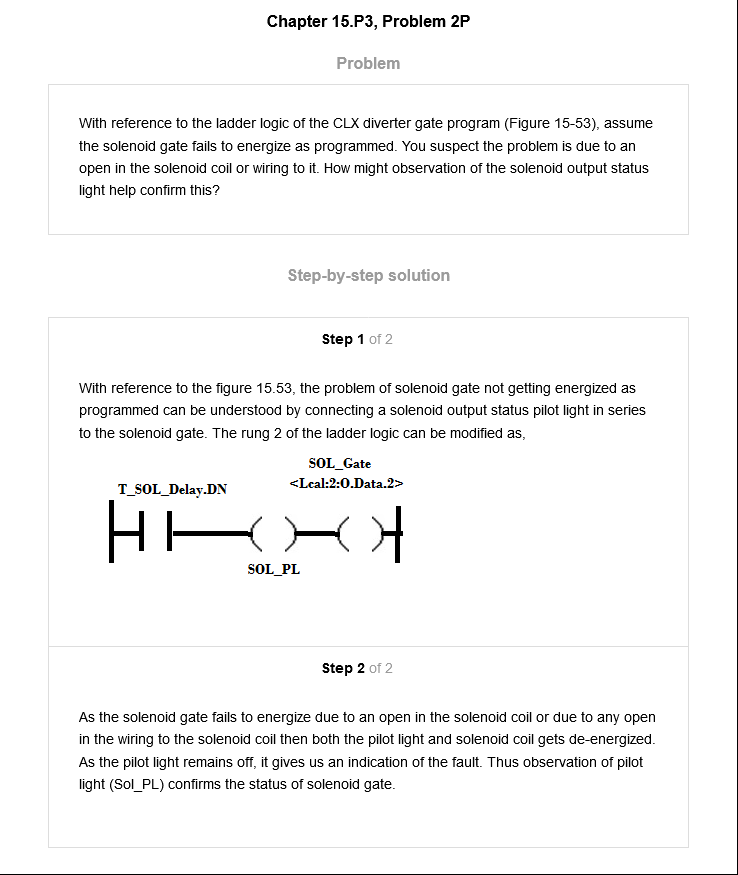 Chapter 15.P3, Problem 2P
Problem
With reference to the ladder logic of the CLX diverter gate program (Figure 15-53), assume
the solenoid gate fails to energize as programmed. You suspect the problem is due to an
open in the solenoid coil or wiring to it. How might observation of the solenoid output status
light help confirm this?
Step-by-step solution
Step 1 of 2
With reference to the figure 15.53, the problem of solenoid gate not getting energized as
programmed can be understood by connecting a solenoid output status pilot light in series
to the solenoid gate. The rung 2 of the ladder logic can be modified as,
SOL_Gate
<Lcal:2:O.Data.2>
T_SOL_Delay.DN
SOL_PL
Step 2 of 2
As the solenoid gate fails to energize due to an open in the solenoid coil or due to any open
in the wiring to the solenoid coil then both the pilot light and solenoid coil gets de-energized.
As the pilot light remains off, it gives us an indication of the fault. Thus observation of pilot
light (Sol_PL) confirms the status of solenoid gate.